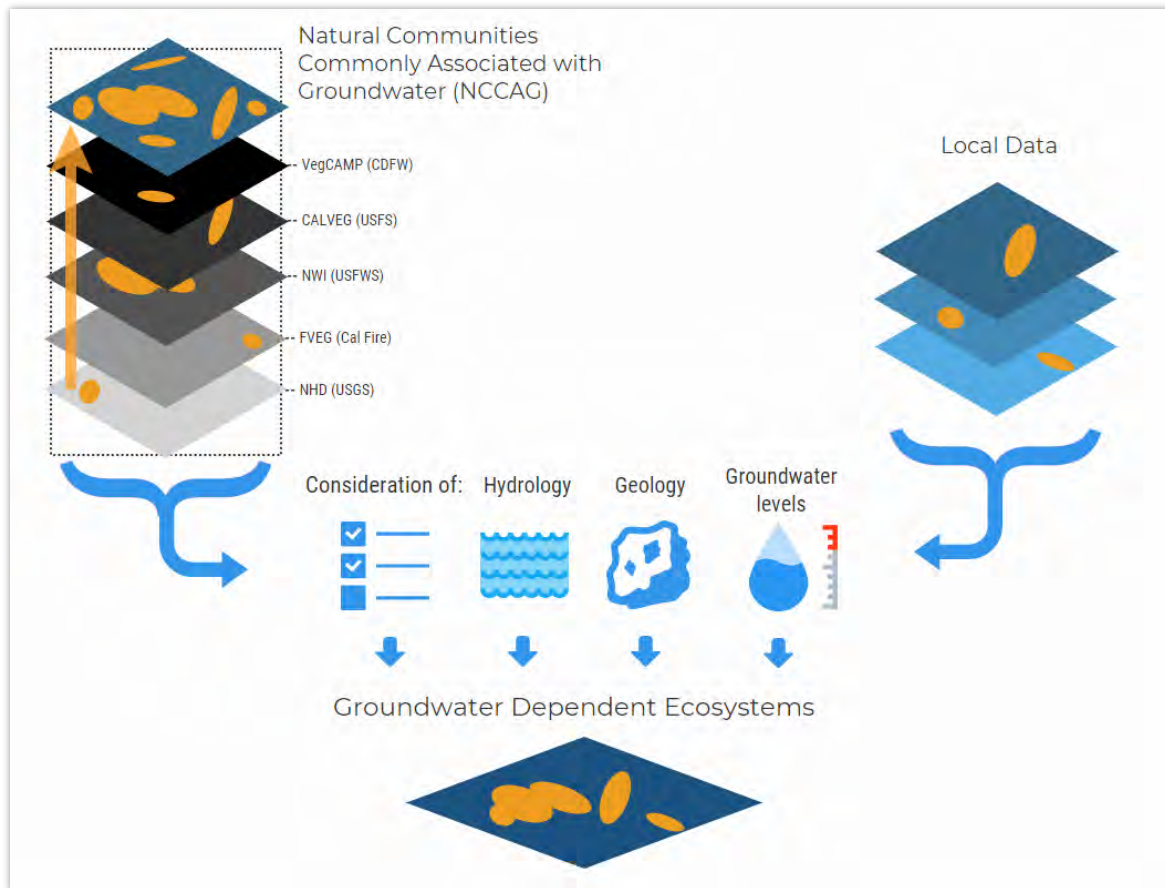 Natural Communities
Commonly Associated with
Groundwater (NCCAG)
VegCAMP (CDFW)
CALVEG (USFS)
NWI (USFWS)
FVEG (Cal Fire)
NHD (USGS)
Local Data
Consideration of:
Hydrology
Geology
Groundwater
levels
Groundwater Dependent Ecosystems